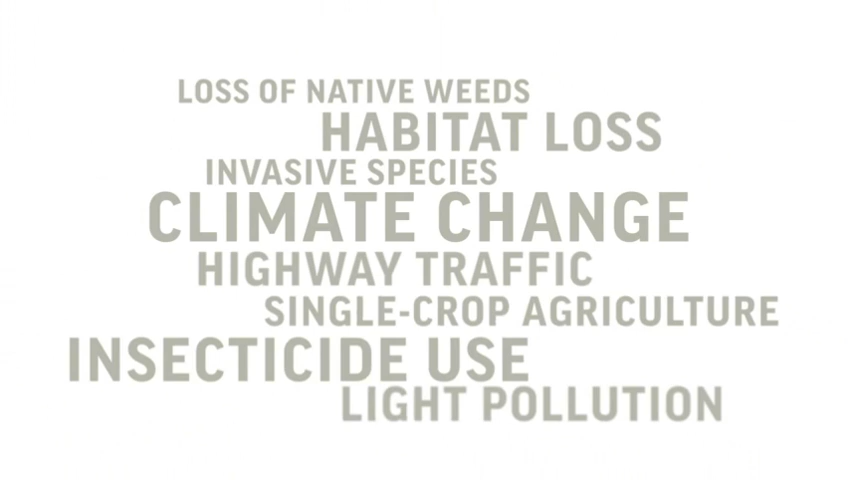 LOSS OF NATIVE WEEDS
HABITAT LOSS
INVASIVE SPECIES
CLIMATE CHANGE
HIGHWAY TRAFFIC
SINGLE-CROP AGRICULTURE
INSECTICIDE USE
LIGHT POLLUTION